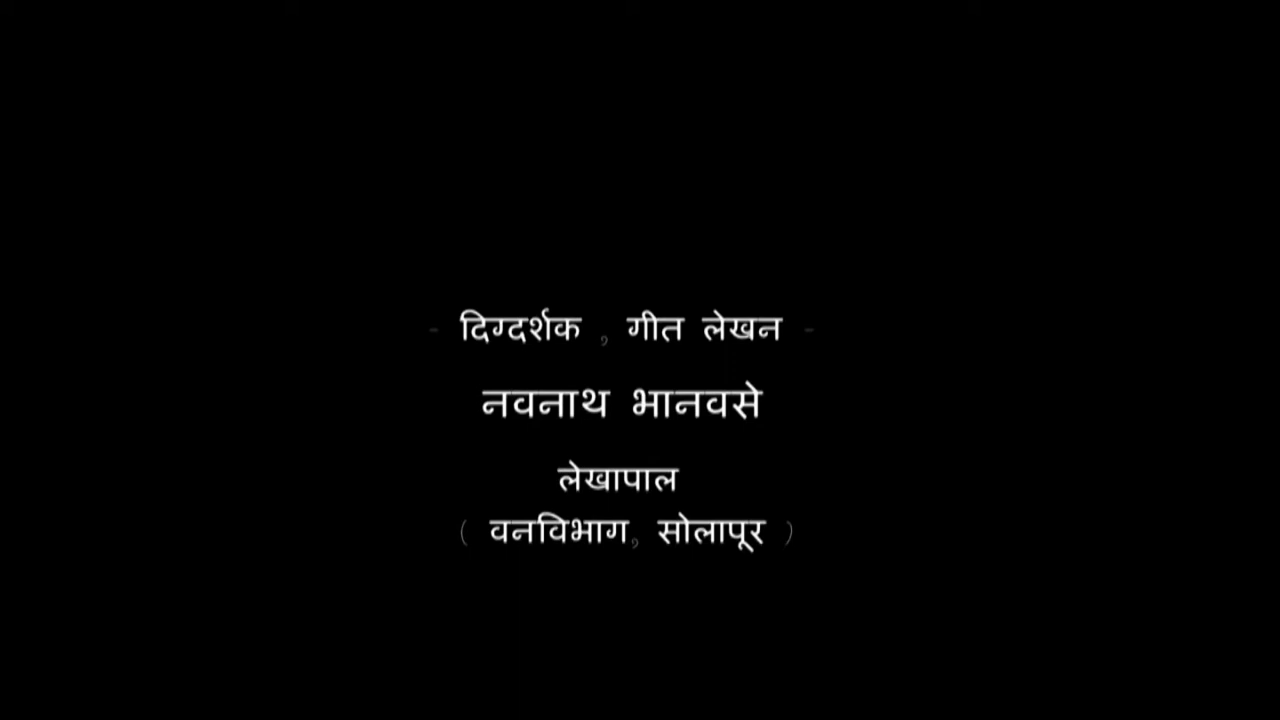 - दिग्दर्शक , गीत लेखन -
नवनाथ भानवसे
लेखापाल
( वनविभाग, सोलापूर )